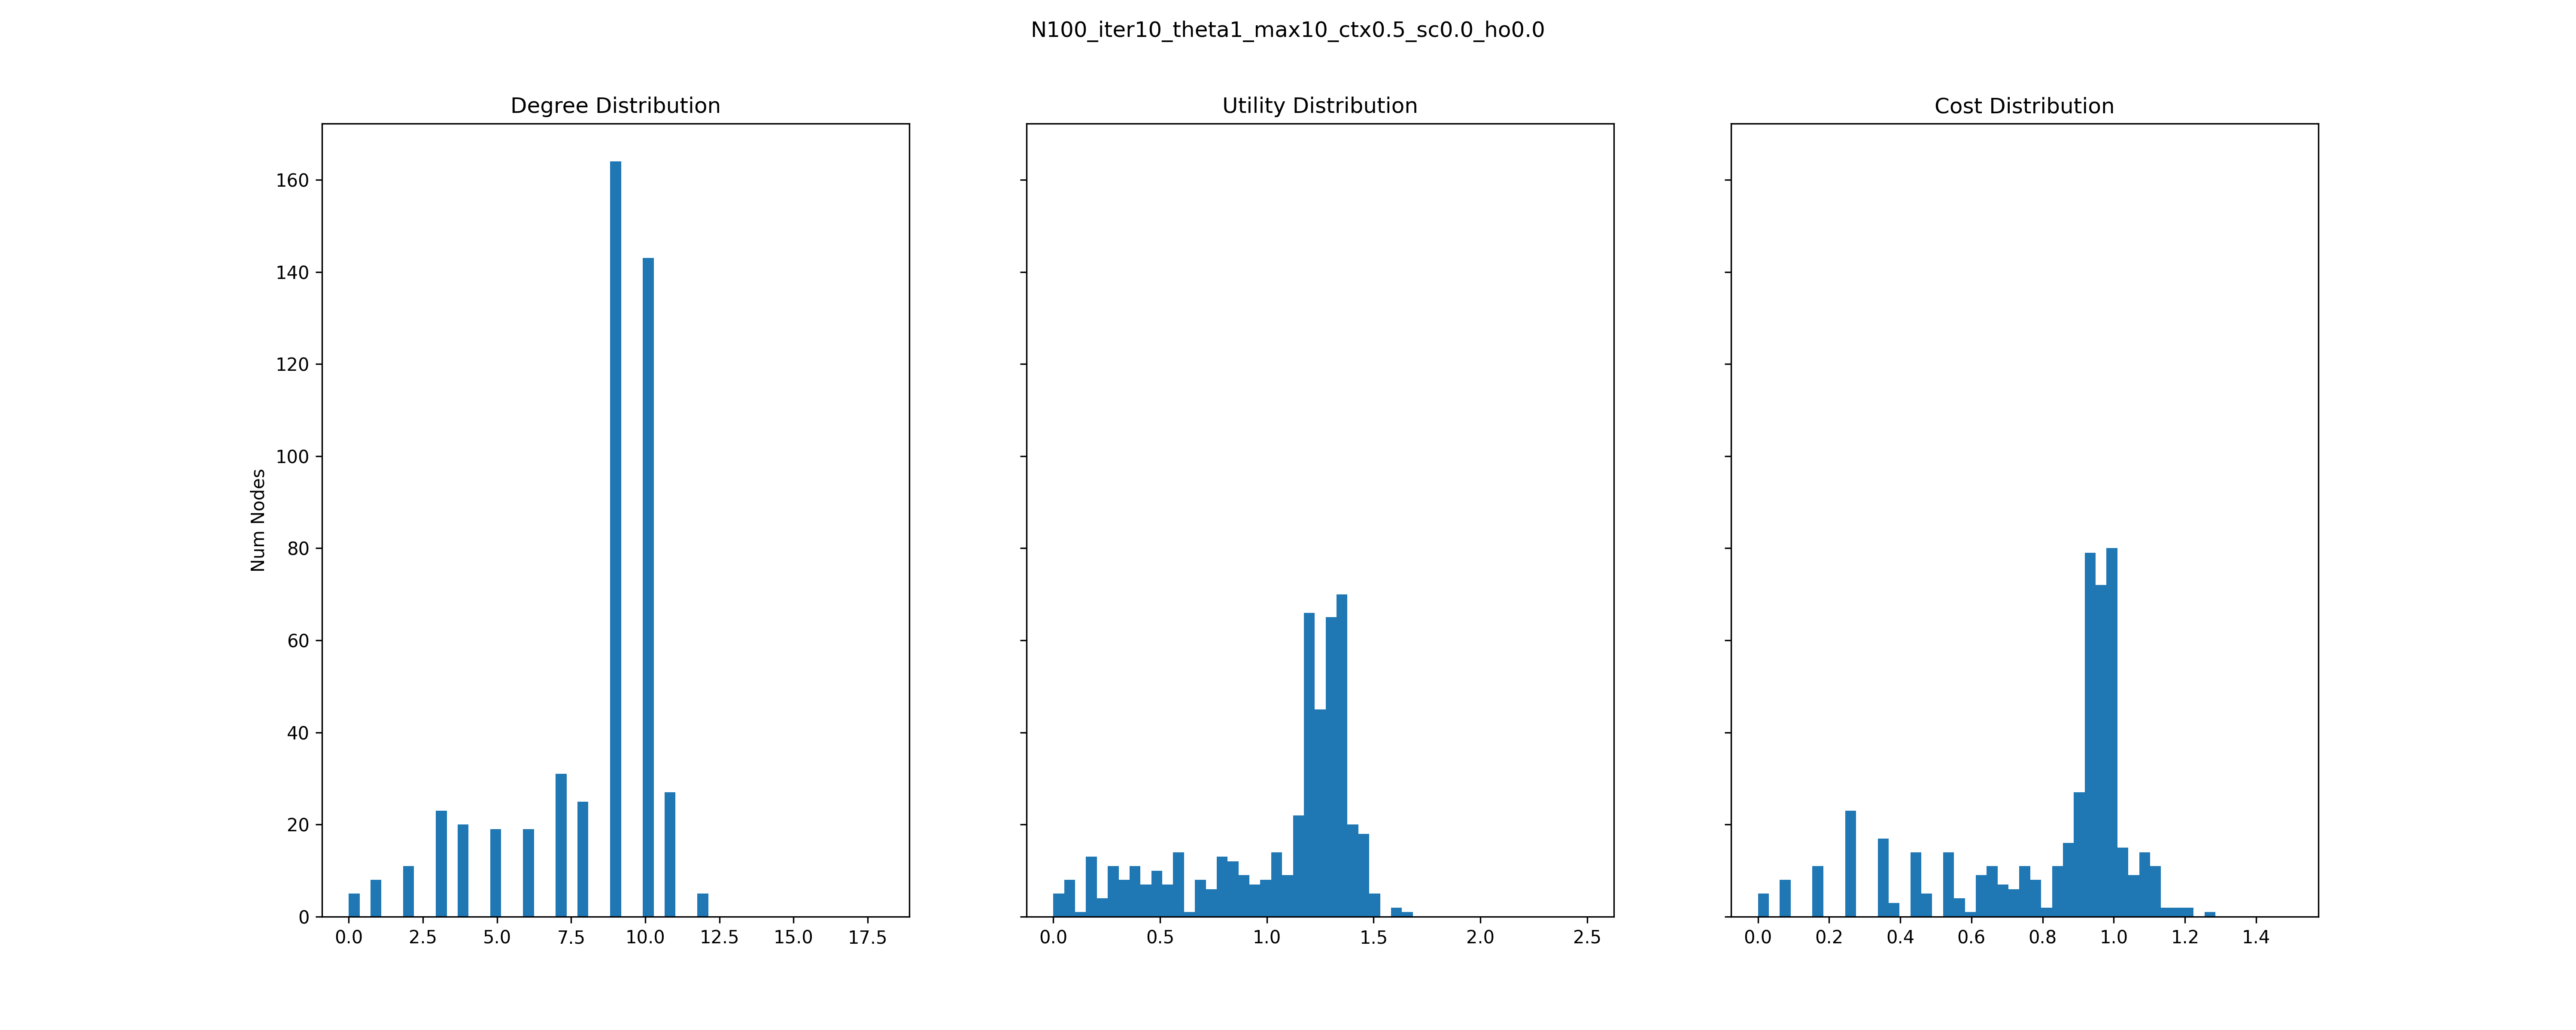 N100_iter10_theta1_max10_ctx0.5_sc0.0_ho0.0
Degree Distribution
Utility Distribution
Cost Distribution
Num Nodes
160
140
120
100
80
60
40
20
0
0.0 2.5 5.0 7.5 10.0 12.5 15.0 17.5
0.0 0.5 1.0 1.5 2.0 2.5
0.0 0.2 0.4 0.6 0.8 1.0 1.2 1.4